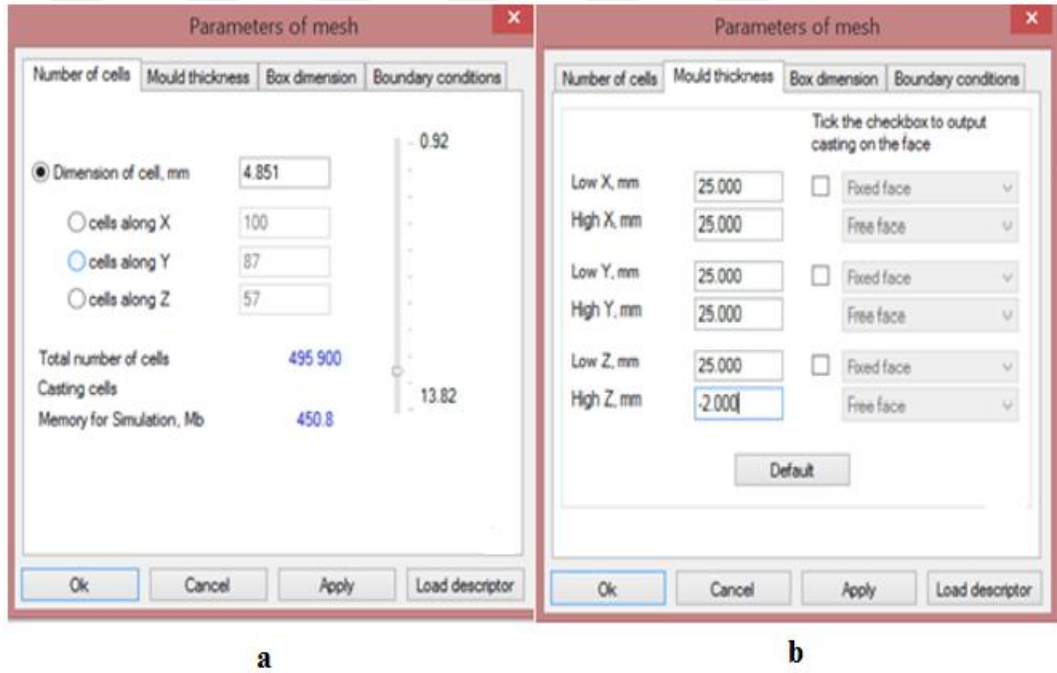 Parameters of mesh
x
Number of cells
Mould thickness
Box dimension
Boundary conditions
0.92
Dimension of cell, mm
4.851
cells along X
100
cells along Y
87
cells along Z
57
Total number of cells
495 900
Casting cells
13.82
Memory for Simulation, Mb
450.8
Ok
Cancel
Apply
Load descriptor
a
Parameters of mesh
x
Number of cells
Mould thickness
Box dimension
Boundary conditions
Tick the checkbox to output
casting on the face
Low X, mm
25.000
Fixed face
High X, mm
25.000
Free face
Low Y, mm
25.000
Fixed face
High Y, mm
25.000
Free face
Low Z, mm
25.000
Fixed face
High Z, mm
-2.000
Free face
Default
Ok
Cancel
Apply
Load descriptor
b